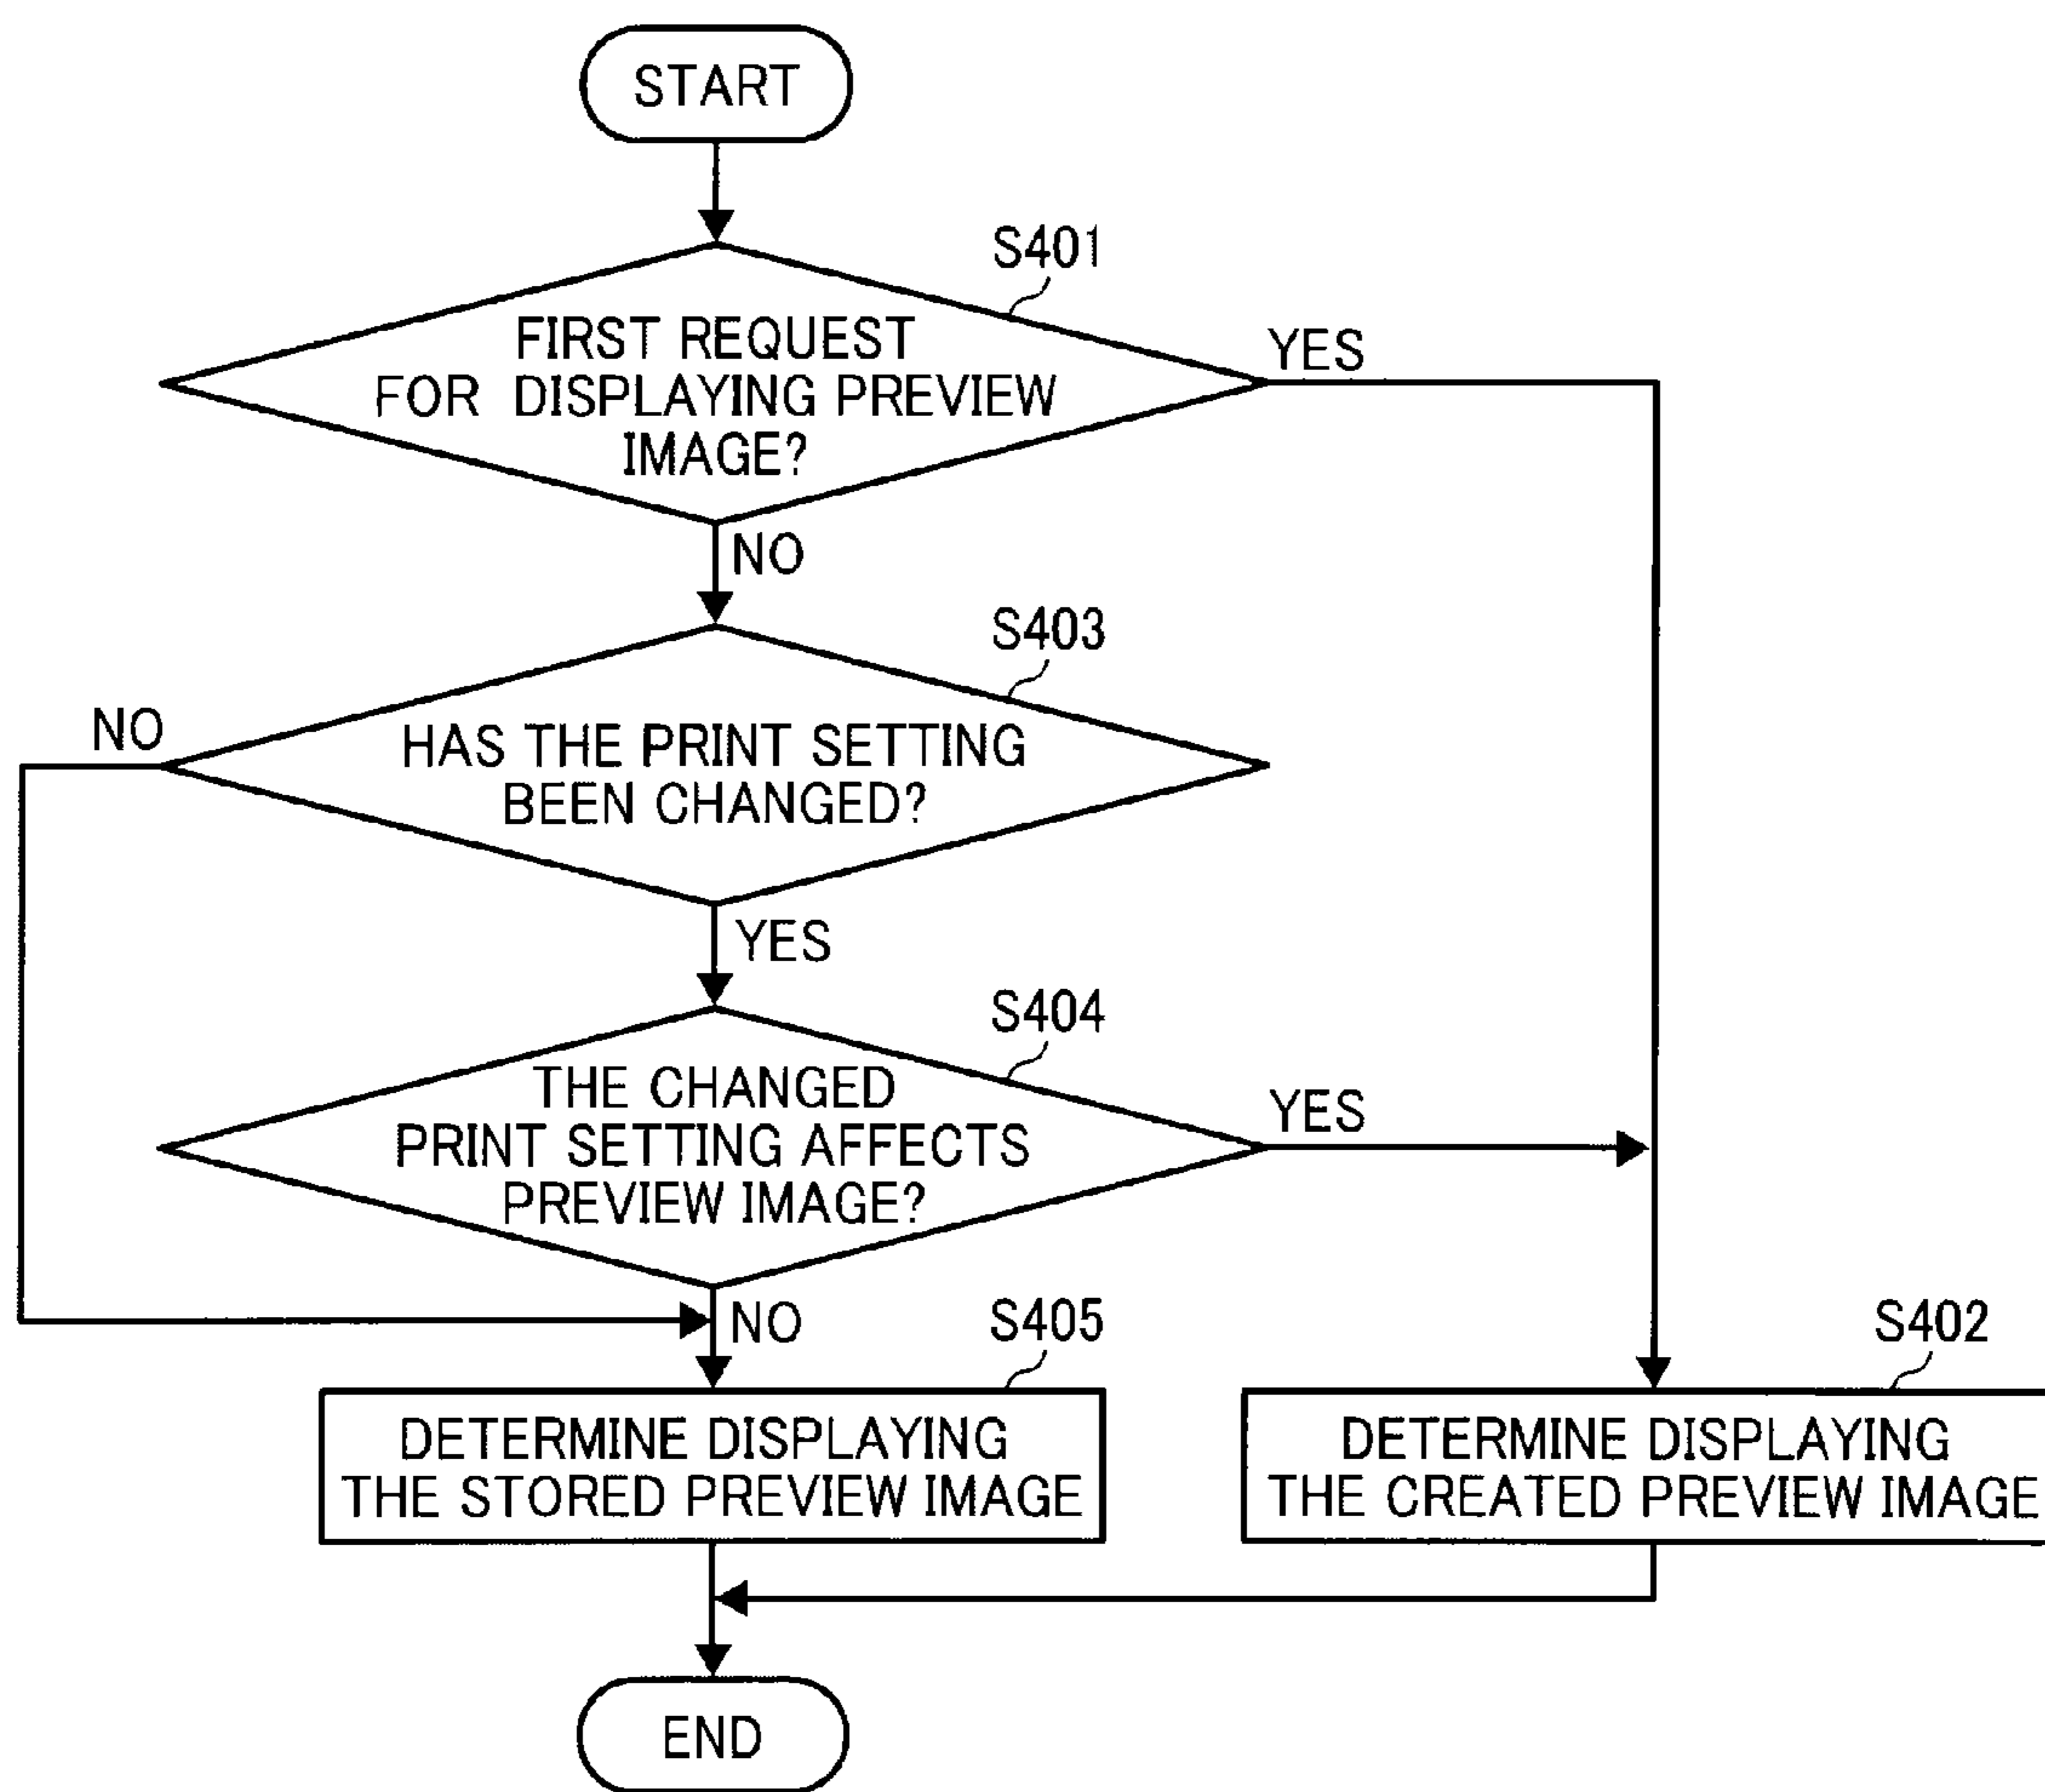 START
S401
FIRST REQUEST
FOR DISPLAYING PREVIEW
IMAGE?
YES
NO
S403
HAS THE PRINT SETTING
BEEN CHANGED?
NO
YES
S404
THE CHANGED
PRINT SETTING AFFECTS
PREVIEW IMAGE?
YES
NO
S405
DETERMINE DISPLAYING
THE STORED PREVIEW IMAGE
S402
DETERMINE DISPLAYING
THE CREATED PREVIEW IMAGE
END